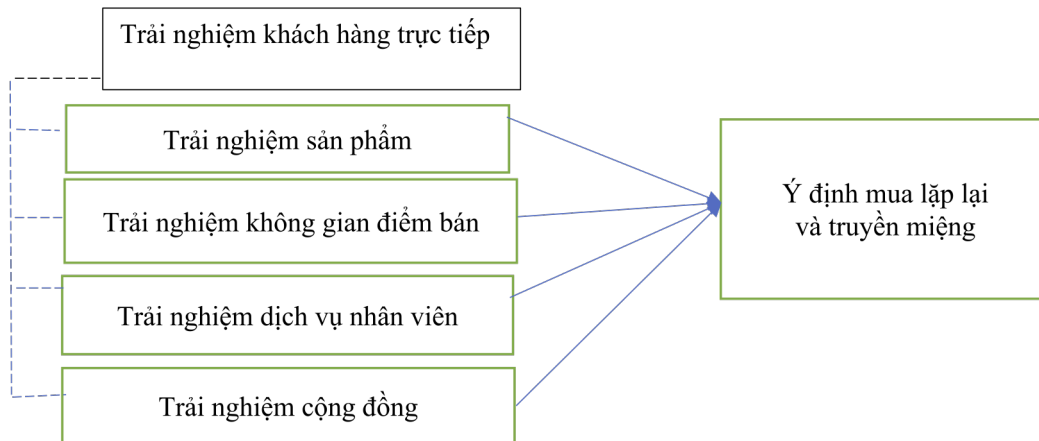 Trải nghiệm khách hàng trực tiếp
Trải nghiệm sản phẩm
Trải nghiệm không gian điểm bán
Trải nghiệm dịch vụ nhân viên
Trải nghiệm cộng đồng
Ý định mua lặp lại
và truyền miệng